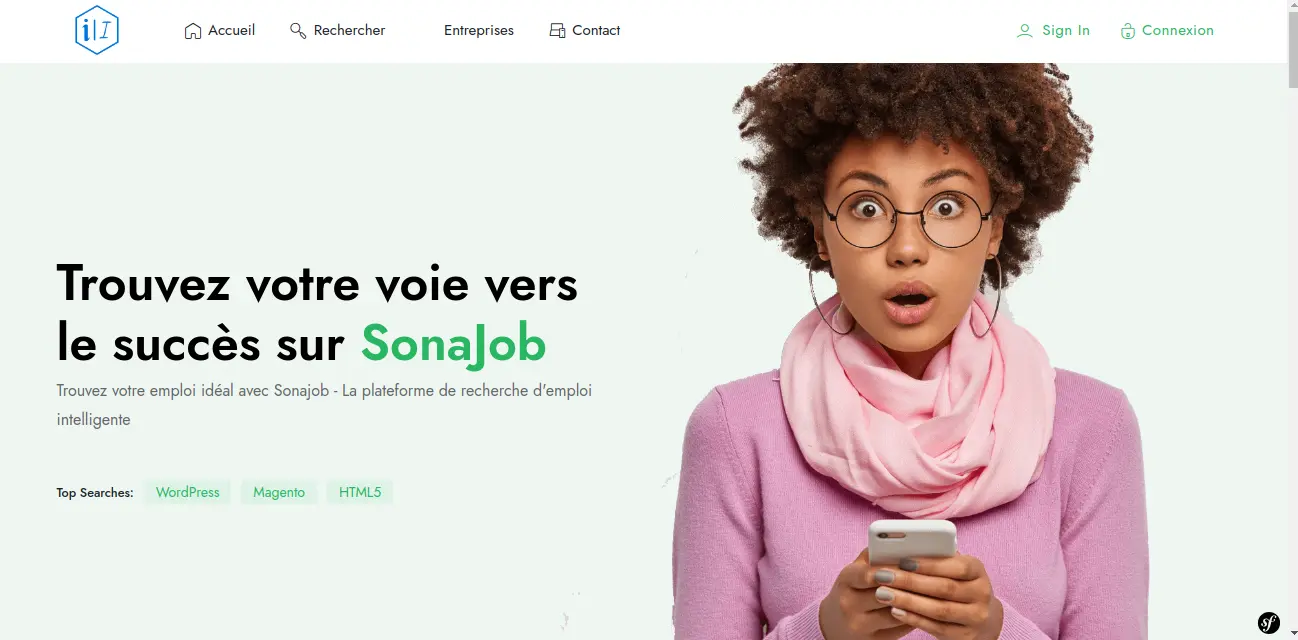 i|I
Accueil
Rechercher
Entreprises
Contact
Sign In
Connexion
Trouvez votre voie vers
le succès sur SonaJob
Trouvez votre emploi idéal avec Sonajob - La plateforme de recherche d'emploi
intelligente
Top Searches: WordPress Magento HTML5
sf